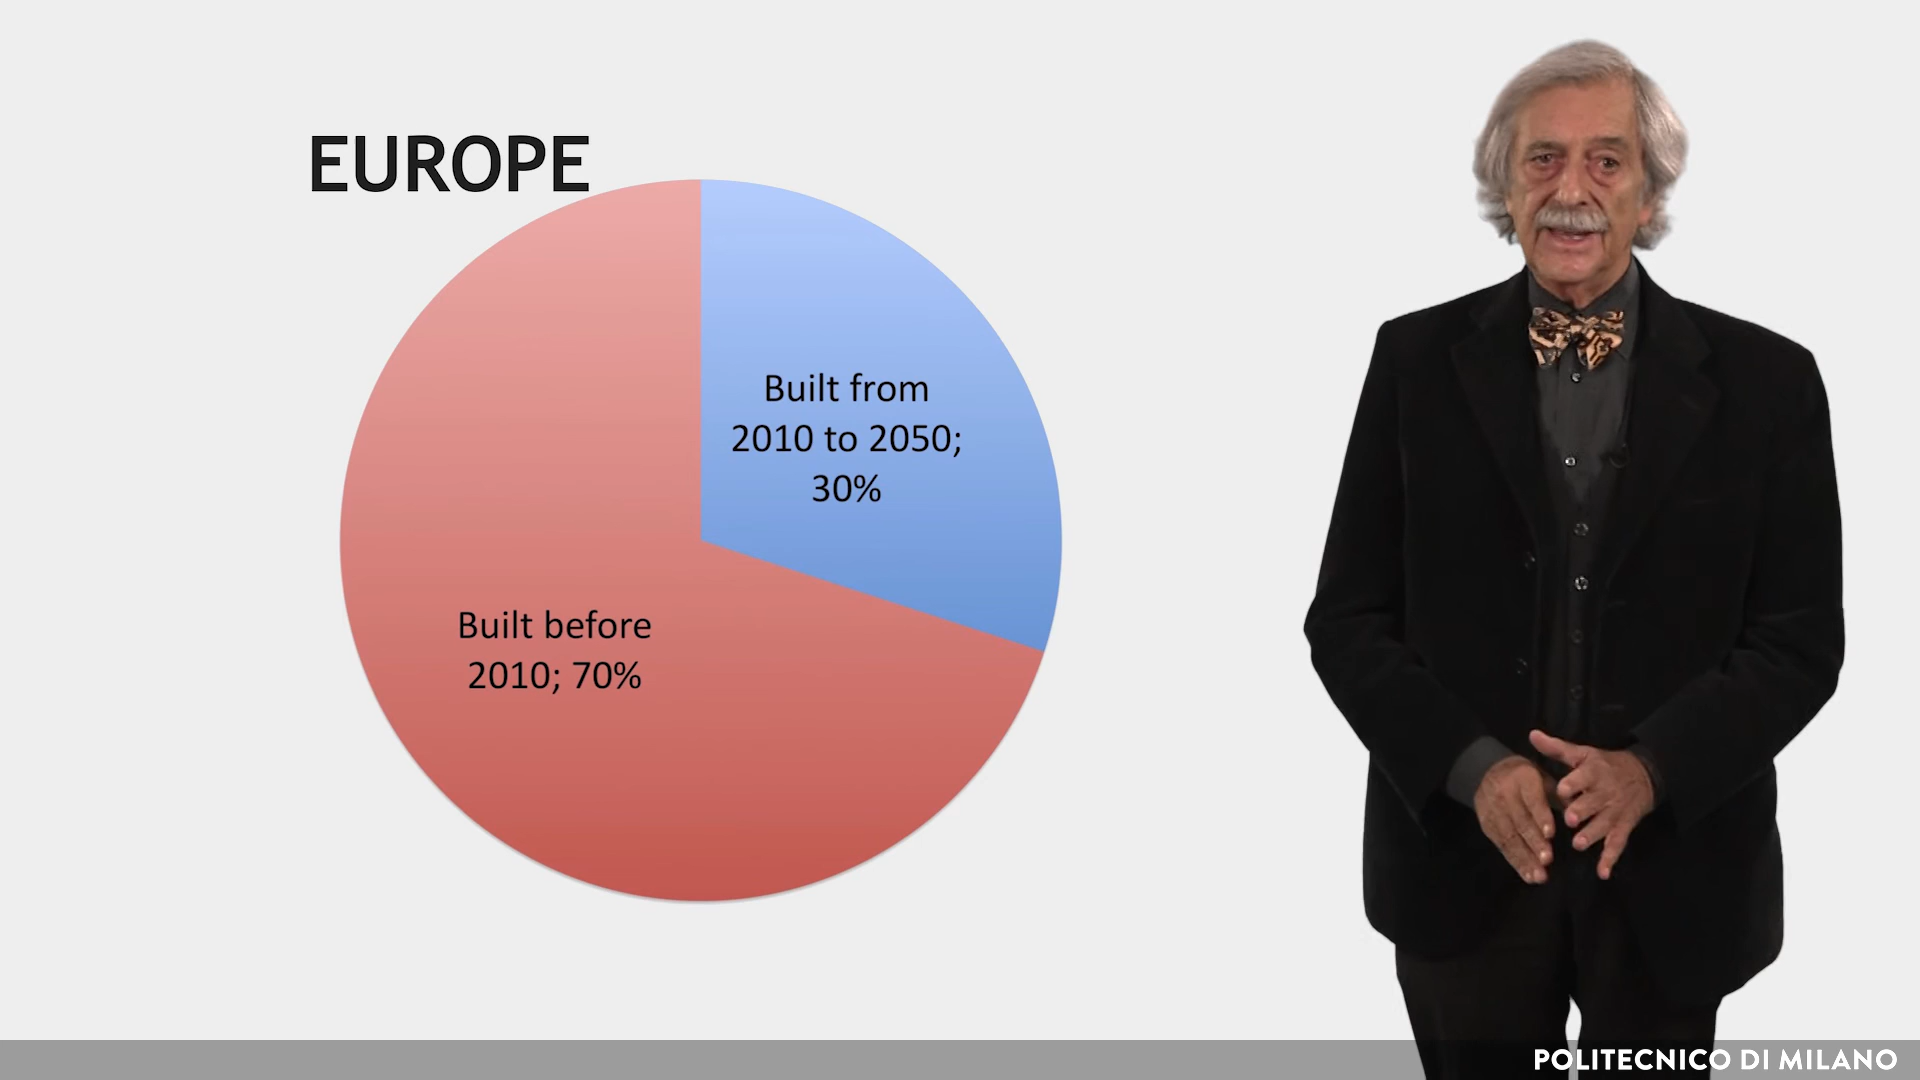 EUROPE
Built from
2010 to 2050;
30%
Built before
2010; 70%
POLITECNICO DI MILANO